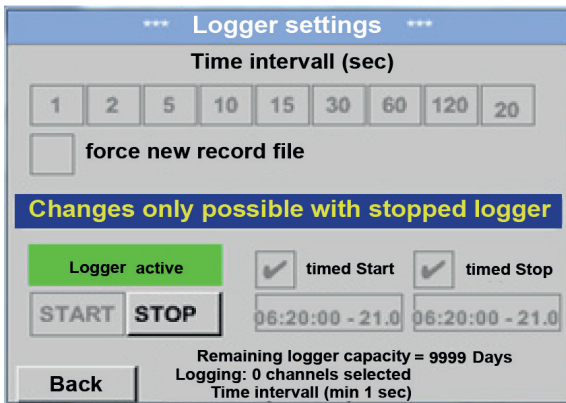 *** Logger settings ***
Time intervall (sec)
1 2 5 10 15 30 60 120 20
force new record file
Changes only possible with stopped logger
Logger active
✔ timed Start ✔ timed Stop
START STOP 06:20:00 - 21.0 06:20:00 - 21.0
Remaining logger capacity = 9999 Days
Logging: 0 channels selected
Back Time intervall (min 1 sec)